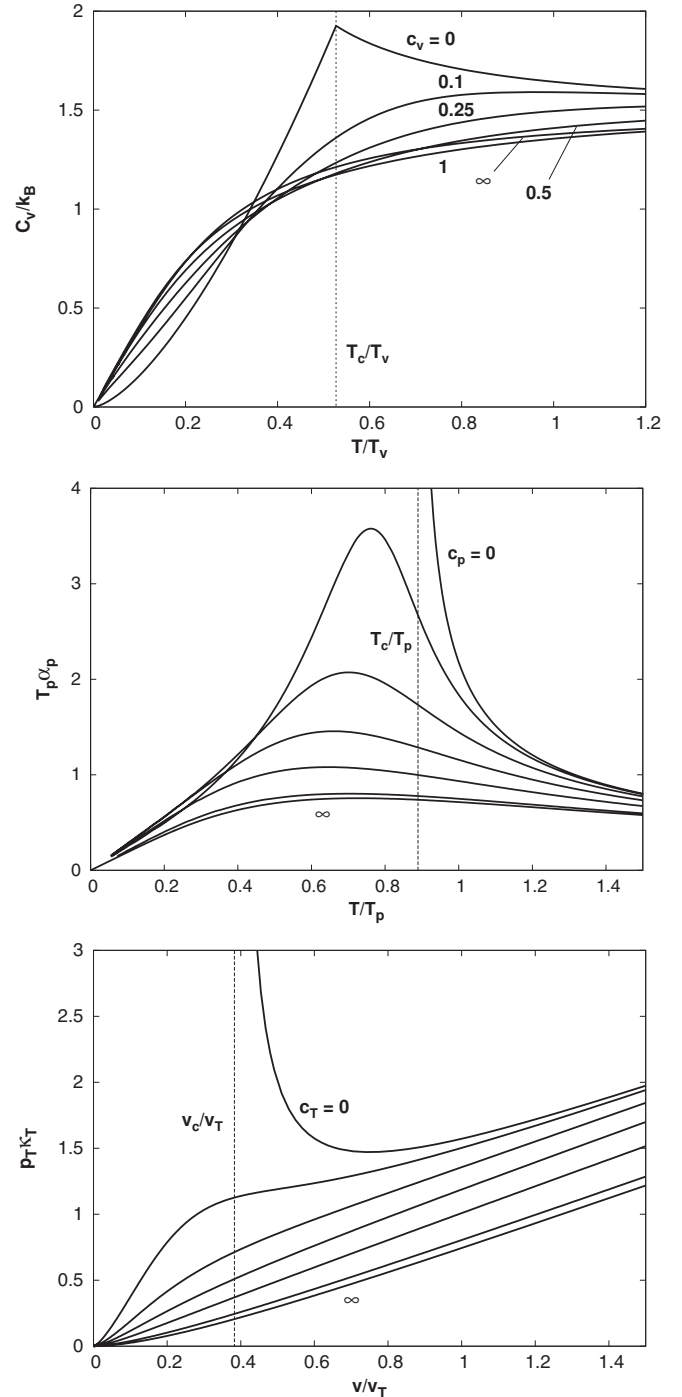 2
c_v = 0
0.1
1.5
0.25
C_v/k_B
1
1
∞
0.5
0.5
T_c/T_v
0
0 0.2 0.4 0.6 0.8 1 1.2
T/T_v
4
c_p = 0
3
T_c/T_p
T_pα_p
2
1
∞
0
0 0.2 0.4 0.6 0.8 1 1.2 1.4
T/T_p
3
2.5
2
v_c/v_T
c_T = 0
p_Tκ_T
1.5
1
0.5
∞
0
0 0.2 0.4 0.6 0.8 1 1.2 1.4
v/v_T